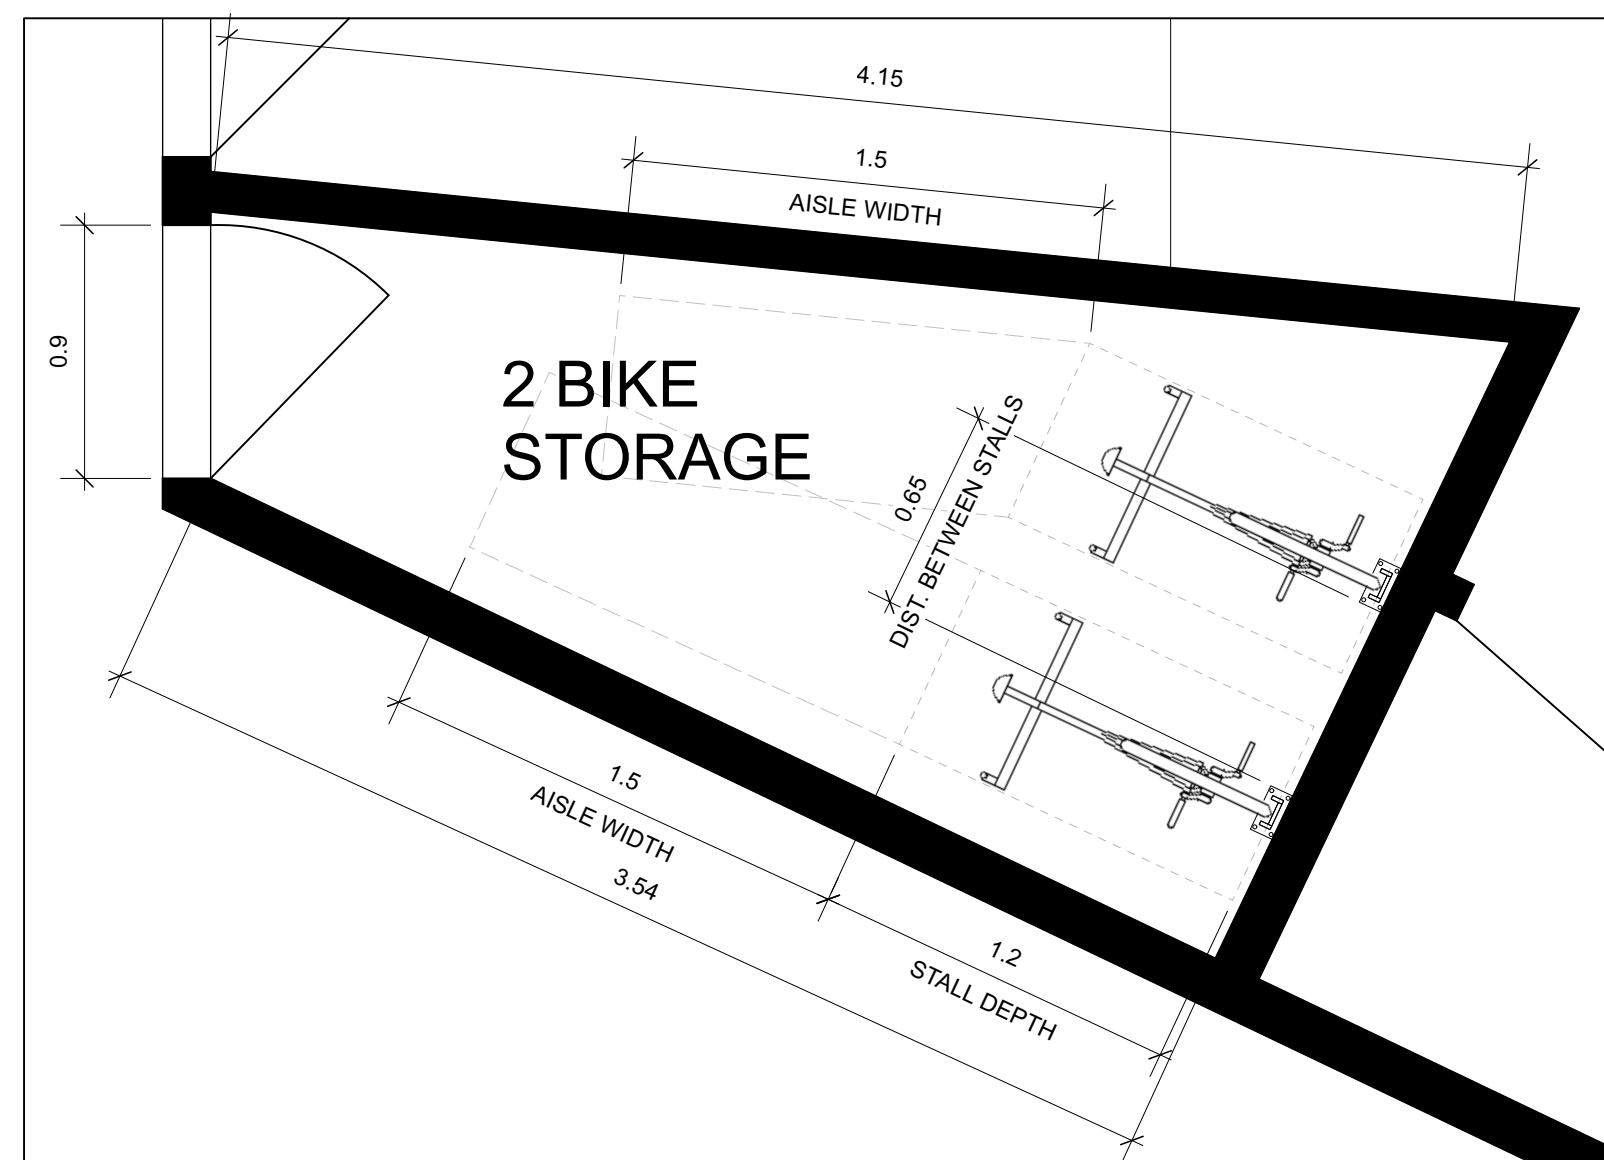 4.15
1.5
AISLE WIDTH
0.9
2 BIKE
STORAGE
0.65
DIST. BETWEEN STALLS
1.5
AISLE WIDTH
3.54
1.2
STALL DEPTH